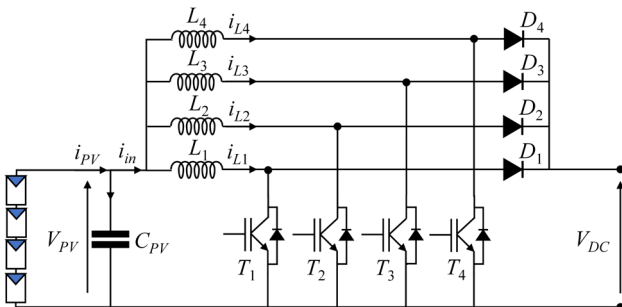 L4 iL4 D4
L3 iL3 D3
L2 iL2 D2
iPV iin L1 iL1 D1
VPV CPV T1 T2 T3 T4 VDC